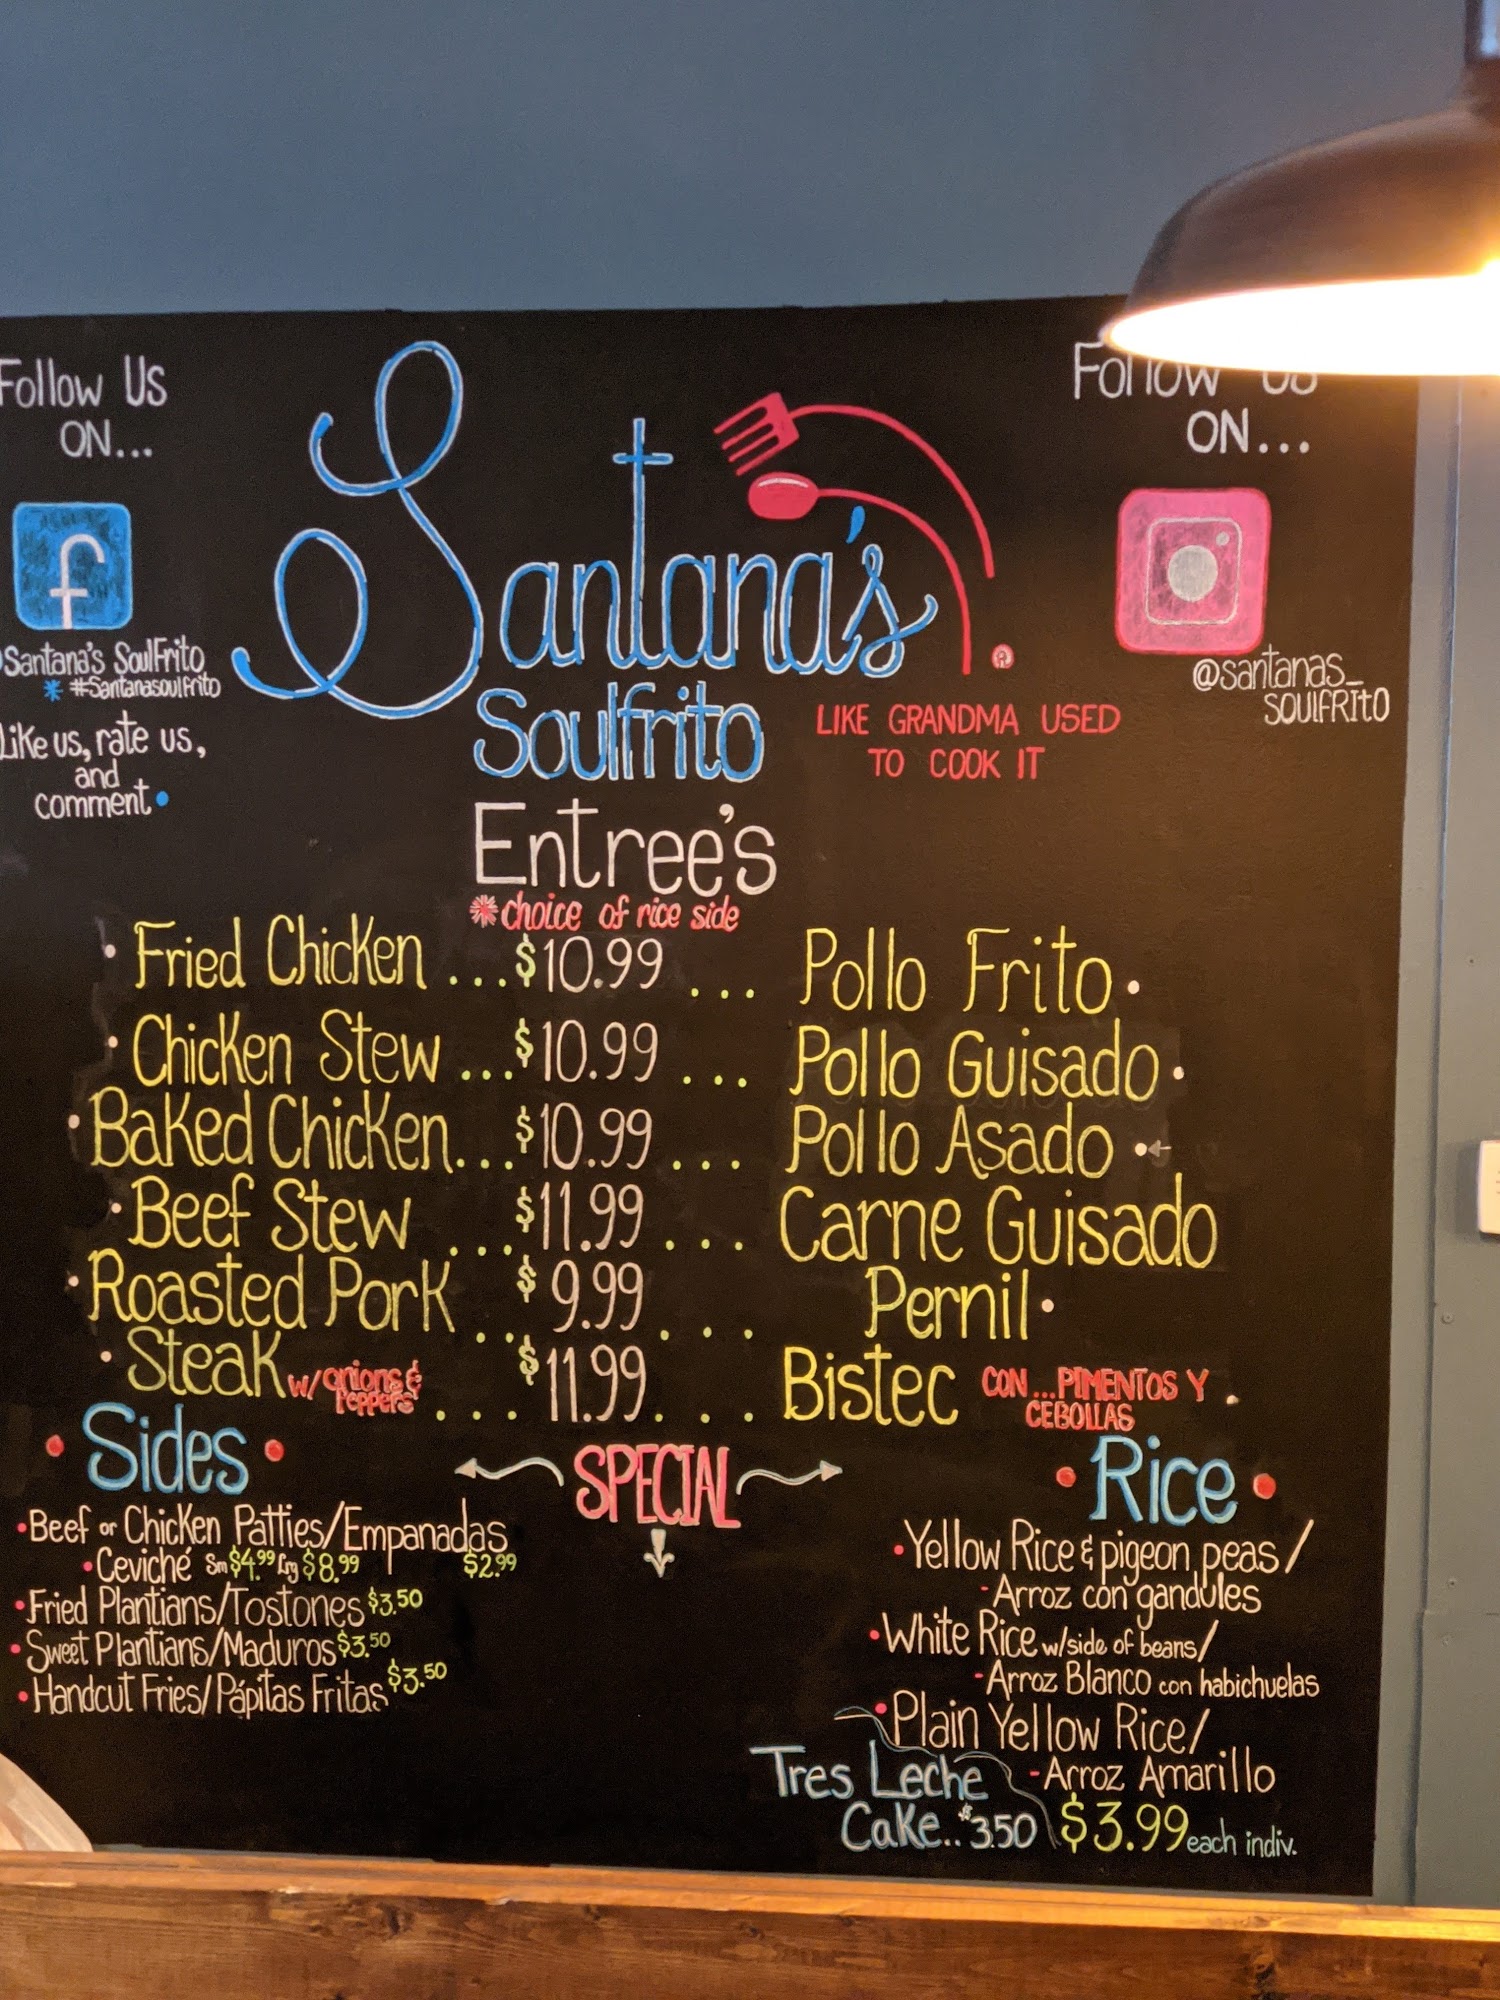 Follow Us
ON...
Santana's SoulFrito
* #Santanasoulfrito
Like us, rate us,
and
comment.
Santana's
Soulfrito
®
LIKE GRANDMA USED
TO COOK IT
Follow Us
ON...
@santanas_
SOULFRItO
Entree's
*choice of rice side
• Fried Chicken ...$10.99 ... Pollo Frito •
• Chicken Stew ...$10.99 ... Pollo Guisado •
• Baked Chicken...$10.99 ... Pollo Asado •
• Beef Stew ...$11.99 ... Carne Guisado
• Roasted Pork ...$9.99 ... Pernil •
• Steak w/onions & Peppers ...$11.99 ... Bistec CON...PIMENTOS Y CEBOLLAS •
• Sides •
• Beef or Chicken Patties/Empanadas
$2.99
• Ceviché Sm $4.99 Lrg $8.99
• Fried Plantians/Tostones $3.50
• Sweet Plantians/Maduros $3.50
• Handcut Fries/Pápitas Fritas $3.50
SPECIAL
• Rice •
• Yellow Rice & pigeon peas/
- Arroz con gandules
• White Rice w/side of beans/
- Arroz Blanco con habichuelas
• Plain Yellow Rice/
- Arroz Amarillo
$3.99 each indiv.
Tres Leche
Cake.. $3.50